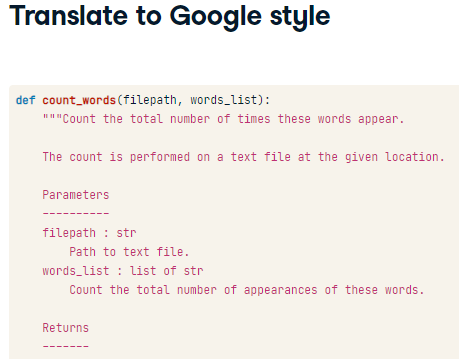 Translate to Google style
def count_words(filepath, words_list):
"""Count the total number of times these words appear.
The count is performed on a text file at the given location.
Parameters
----------
filepath : str
Path to text file.
words_list : list of str
Count the total number of appearances of these words.
Returns
-------